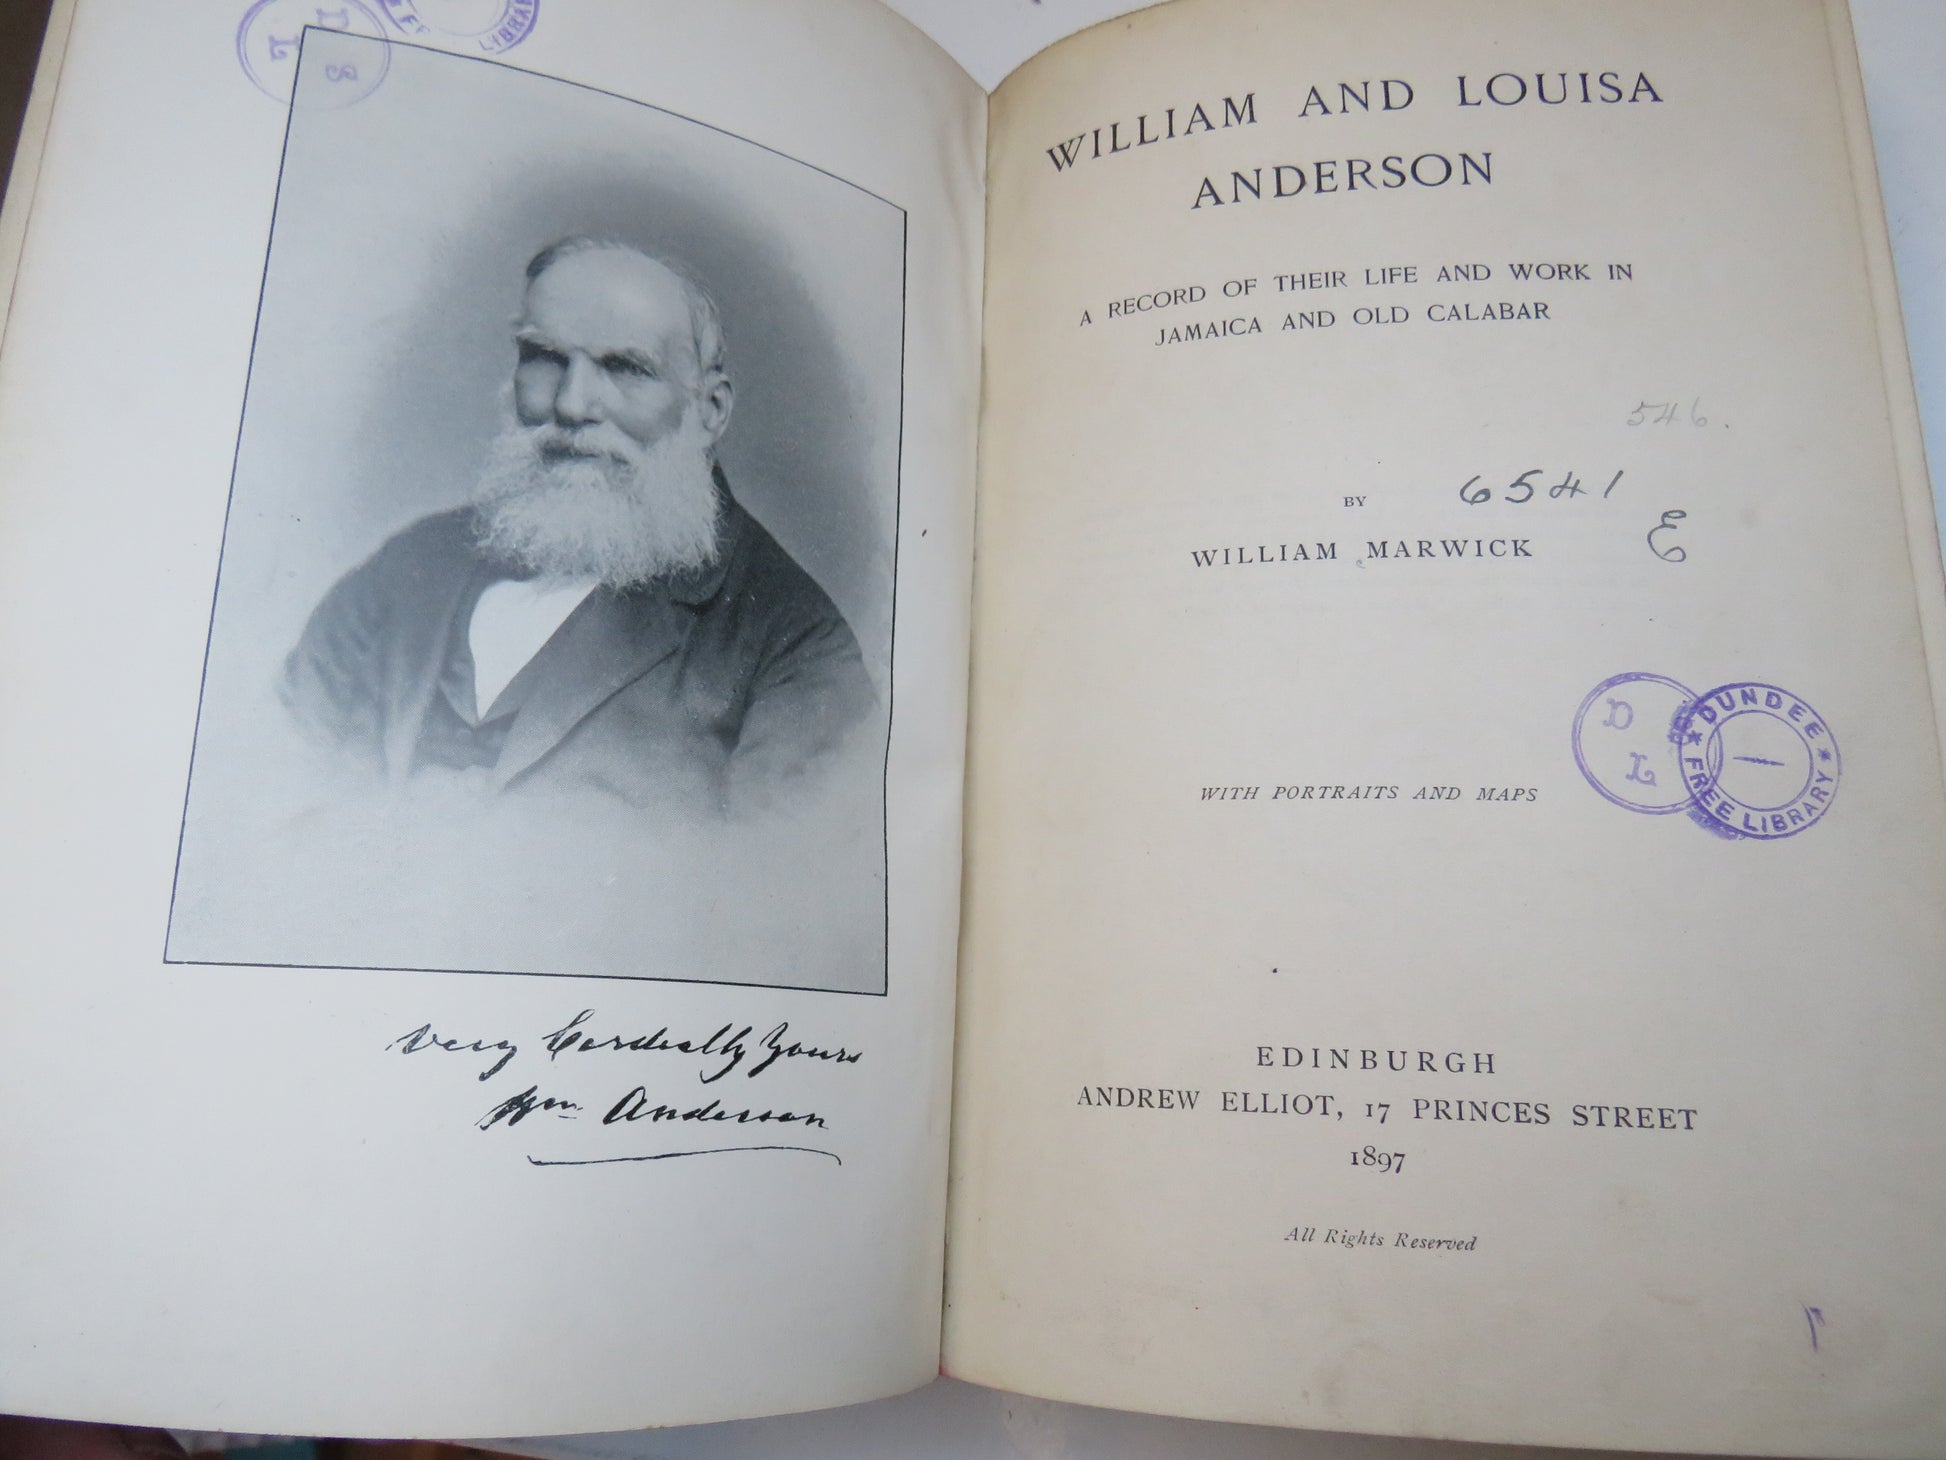 D
L S
FREE LIBRARY
Very Cordially Yours
Wm Anderson
WILLIAM AND LOUISA
ANDERSON
A RECORD OF THEIR LIFE AND WORK IN
JAMAICA AND OLD CALABAR
546.
BY
6541
E
WILLIAM MARWICK
D
L
DUNDEE
FREE LIBRARY
WITH PORTRAITS AND MAPS
EDINBURGH
ANDREW ELLIOT, 17 PRINCES STREET
1897
All Rights Reserved